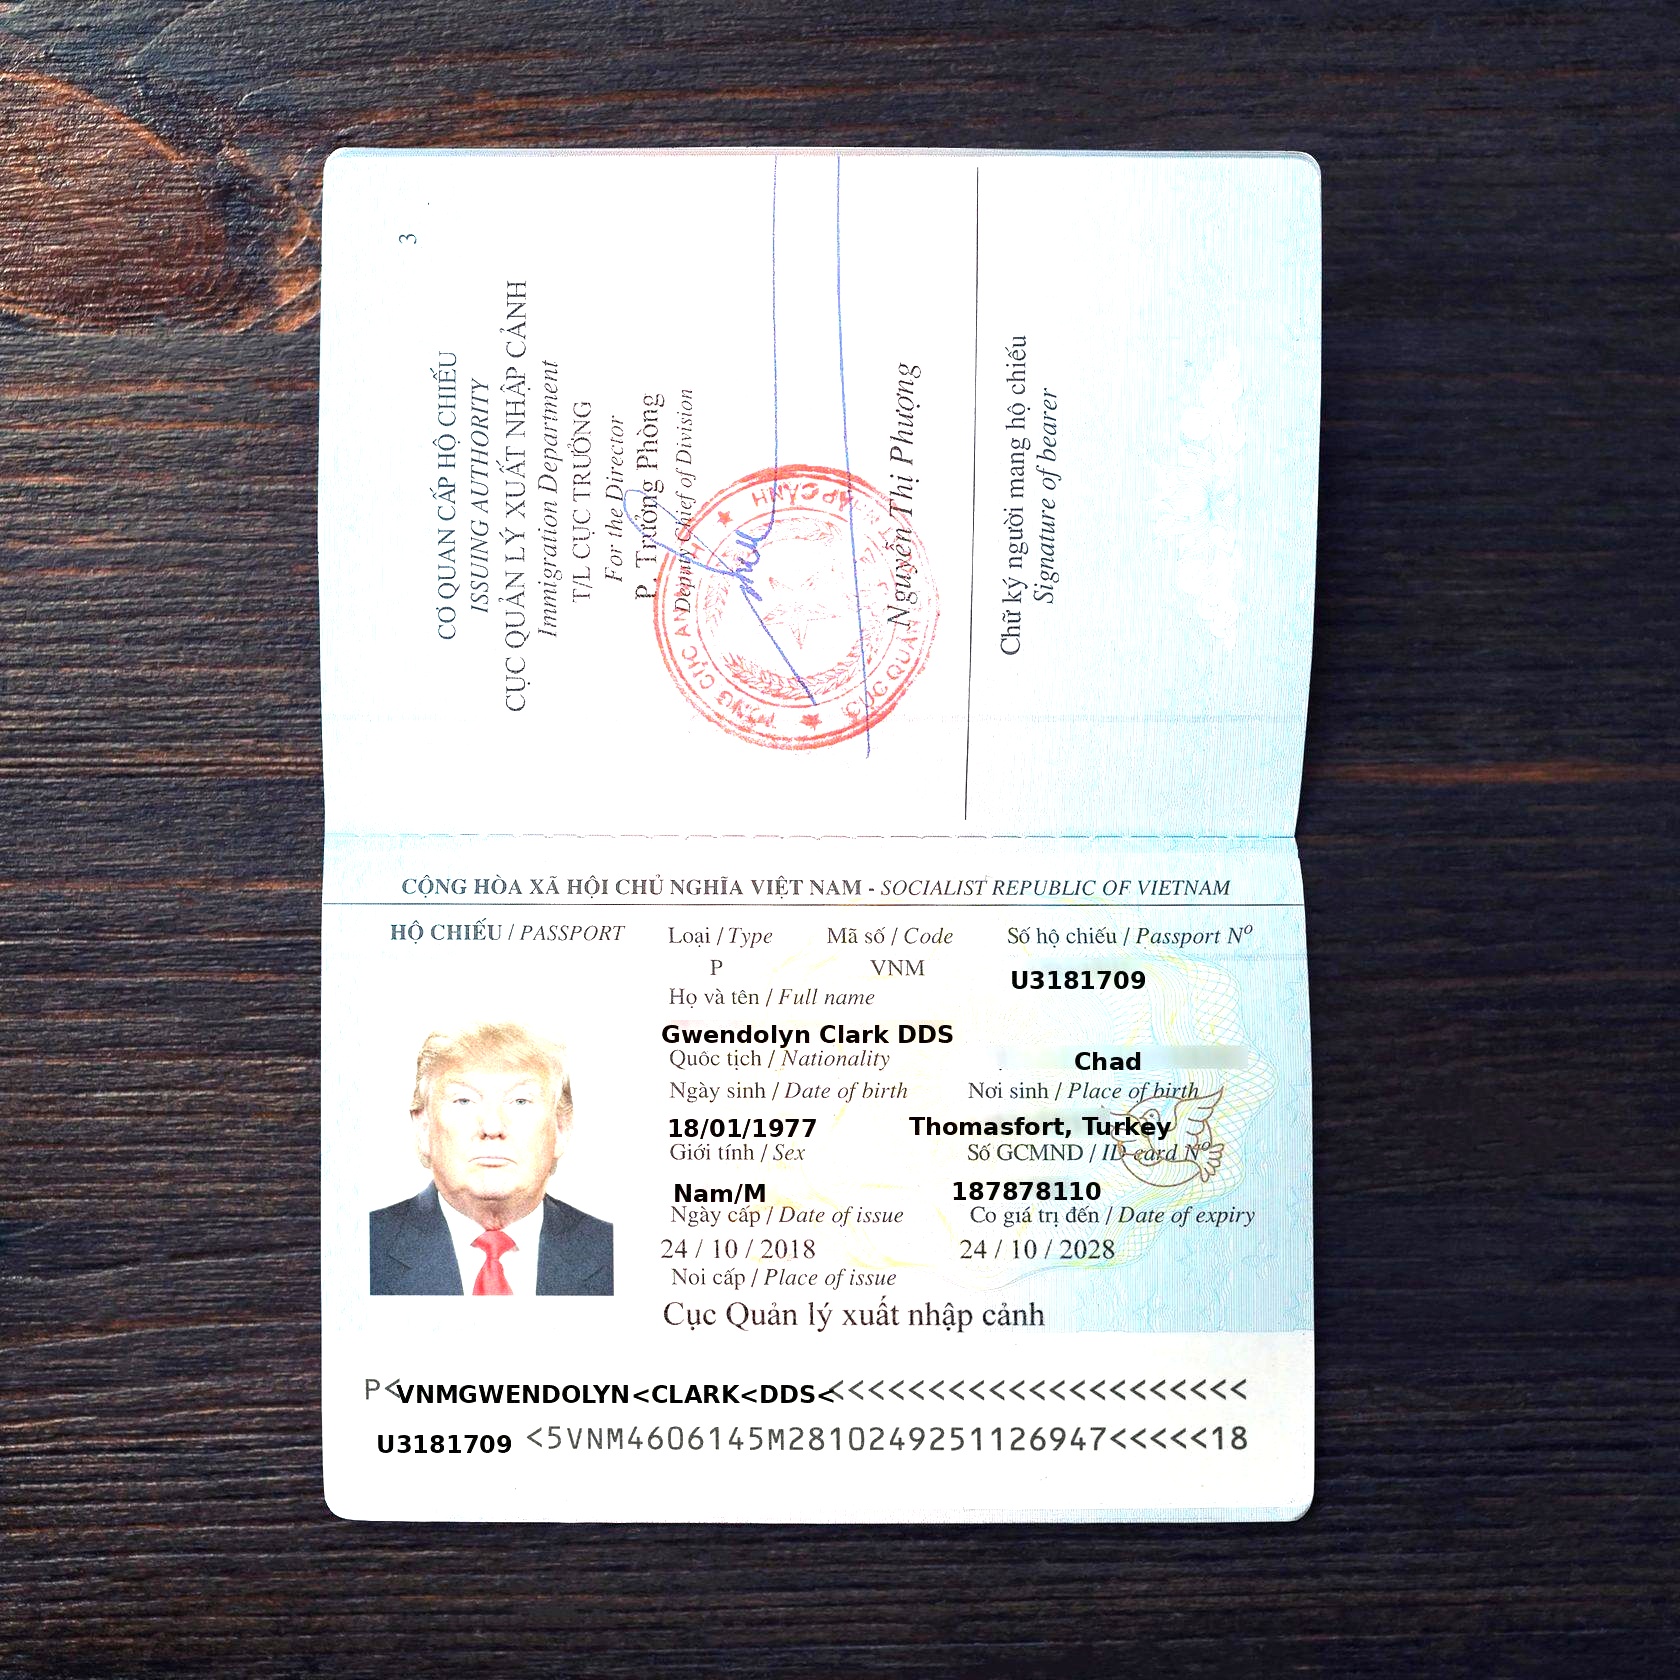 3
CƠ QUAN CẤP HỘ CHIẾU
ISSUING AUTHORITY
CỤC QUẢN LÝ XUẤT NHẬP CẢNH
Immigration Department
T/L CỤC TRƯỞNG
For the Director
P. Trưởng Phòng
Deputy Chief of Division
Nguyễn Thị Phượng
Chữ ký người mang hộ chiếu
Signature of bearer
CỘNG HÒA XÃ HỘI CHỦ NGHĨA VIỆT NAM - SOCIALIST REPUBLIC OF VIETNAM
HỘ CHIẾU / PASSPORT
Loại / Type Mã số / Code Số hộ chiếu / Passport Nº
P VNM U3181709
Họ và tên / Full name
Gwendolyn Clark DDS
Quốc tịch / Nationality Chad
Ngày sinh / Date of birth Nơi sinh / Place of birth
18/01/1977 Thomasfort, Turkey
Giới tính / Sex Số GCMND / ID card Nº
Nam/M 187878110
Ngày cấp / Date of issue Có giá trị đến / Date of expiry
24 / 10 / 2018 24 / 10 / 2028
Noi cấp / Place of issue
Cục Quản lý xuất nhập cảnh
P<VNMGWENDOLYN<CLARK<DDS<<<<<<<<<<<<<<<<<<<
U3181709 <5VNM4606145M2810249251126947<<<<<18